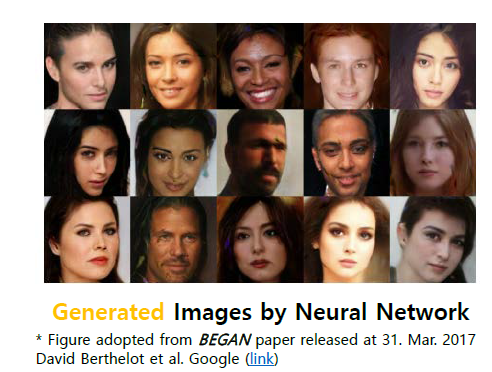 Generated Images by Neural Network
* Figure adopted from BEGAN paper released at 31. Mar. 2017
David Berthelot et al. Google (link)